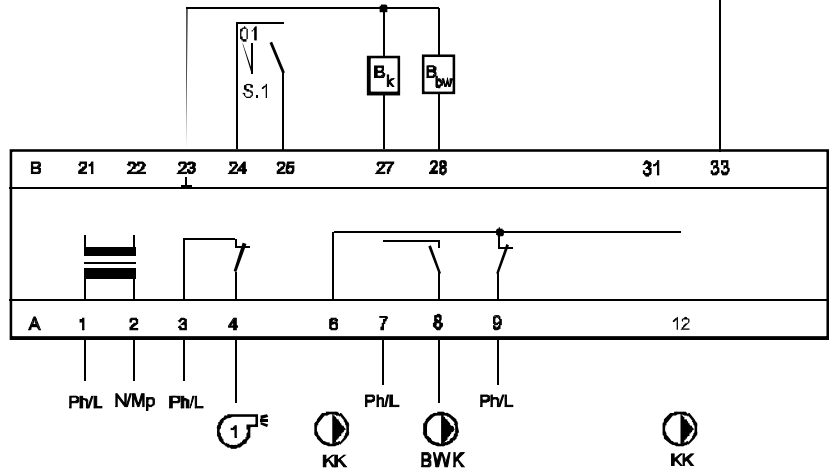 01
S.1
Bk
Bbw
B 21 22 23 24 25 27 28 31 33
A 1 2 3 4 6 7 8 9 12
Ph/L N/Mp Ph/L Ph/L Ph/L
1
KK BWK KK